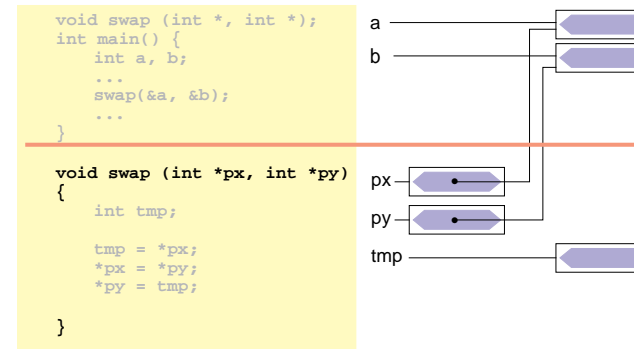 void swap (int *, int *);
int main() {
int a, b;
...
swap(&a, &b);
...
}
void swap (int *px, int *py)
{
int tmp;
tmp = *px;
*px = *py;
*py = tmp;
}
a
b
px
py
tmp